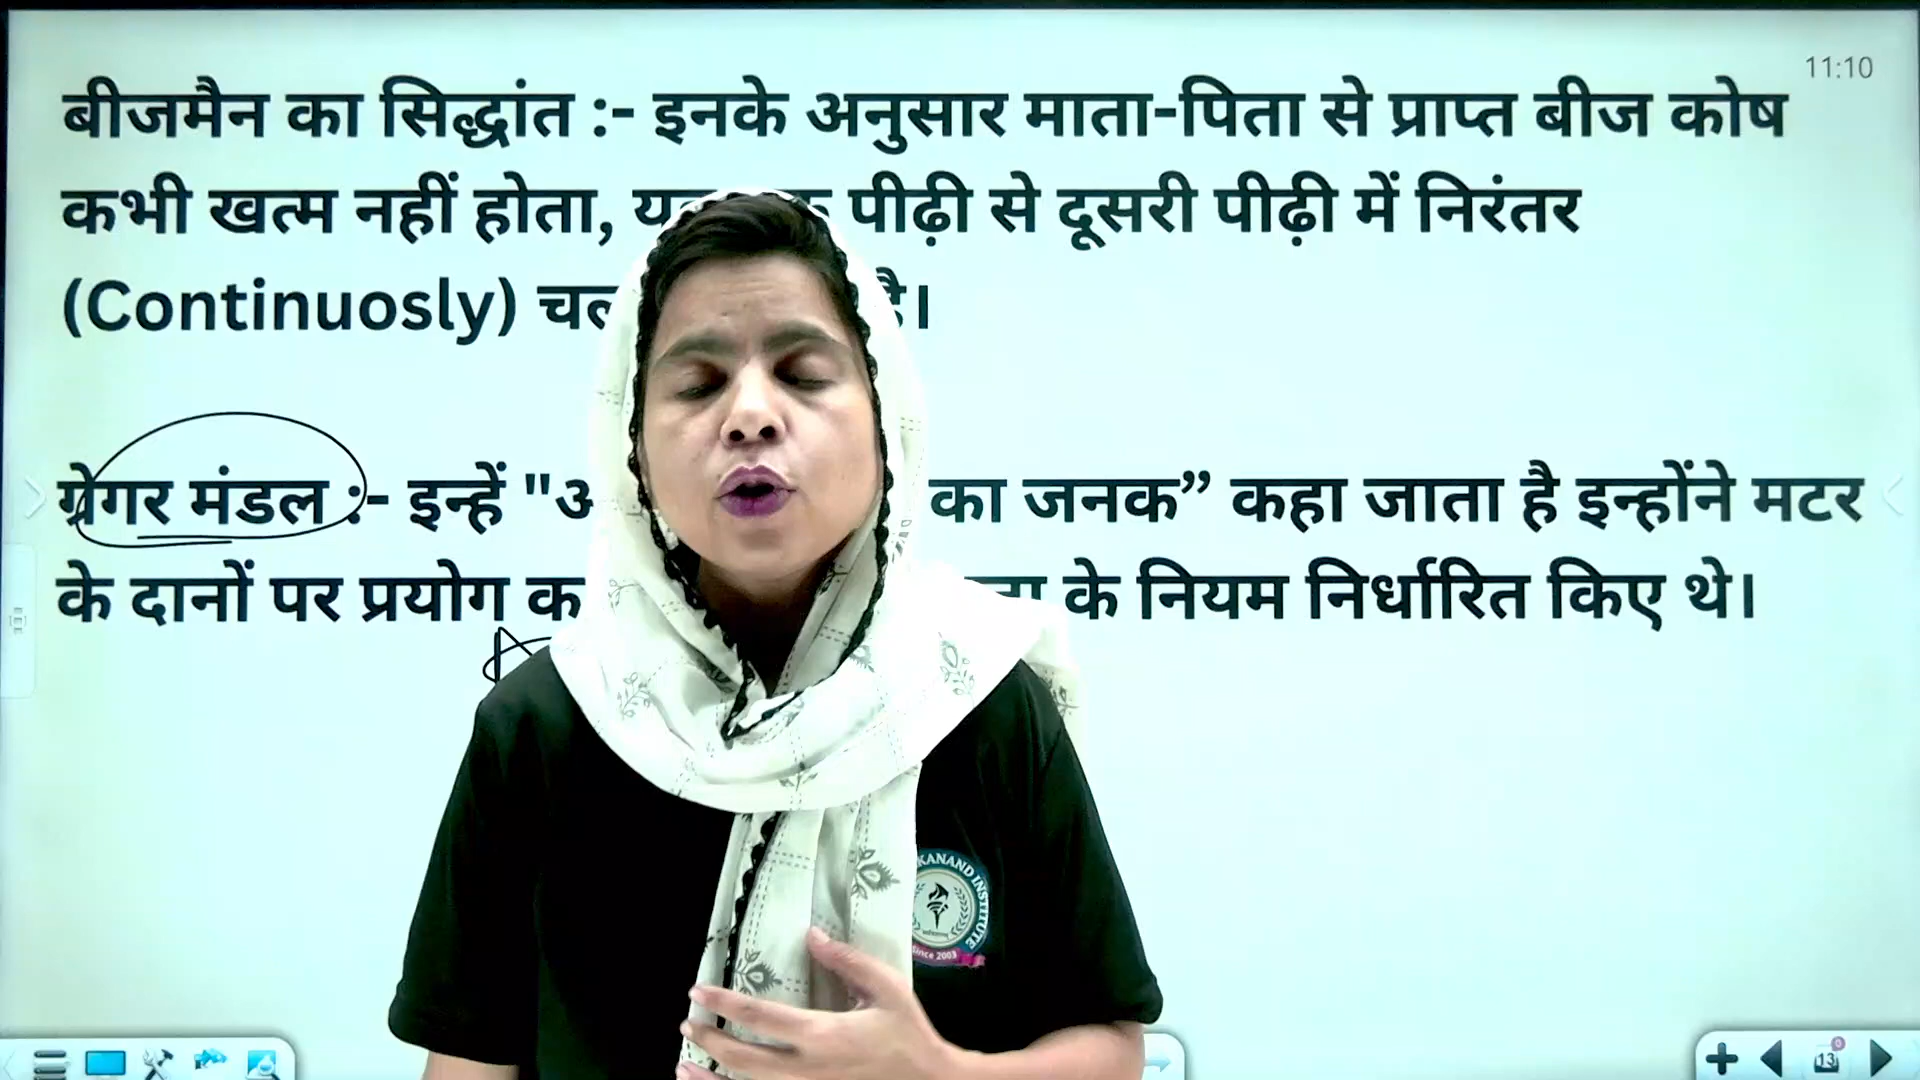 11:10
बीजमैन का सिद्धांत :- इनके अनुसार माता-पिता से प्राप्त बीज कोष
कभी खत्म नहीं होता, पीढ़ी से दूसरी पीढ़ी में निरंतर
(Continuosly) है।
ग्रेगर मंडल :- इन्हें " का जनक” कहा जाता है इन्होंने मटर
के दानों पर प्रयोग के नियम निर्धारित किए थे।
KANAND INSTITUTE
Since 2003
13
0